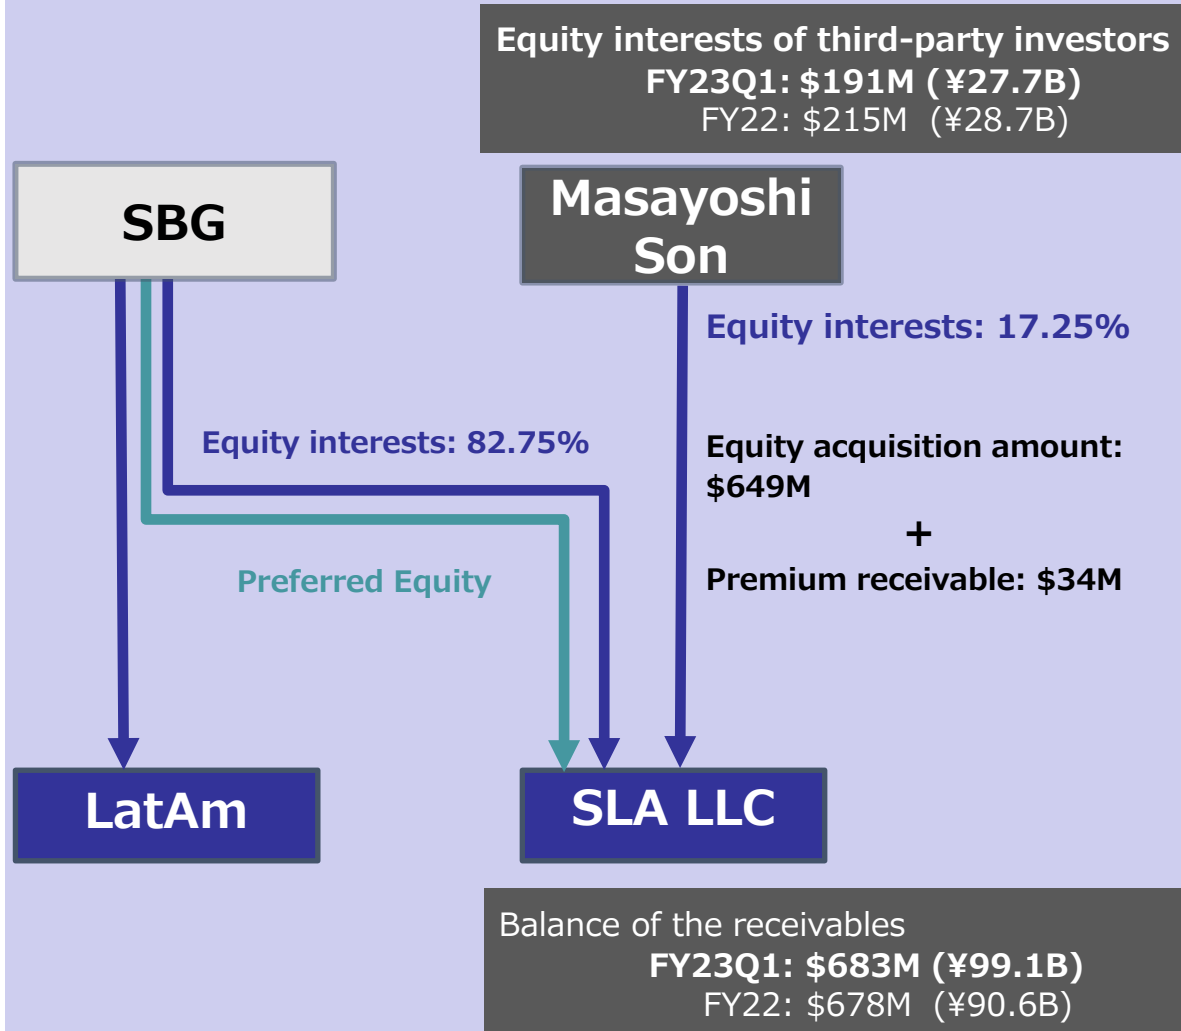 Equity interests of third-party investors
FY23Q1: $191M (¥27.7B)
FY22: $215M (¥28.7B)
SBG
Masayoshi
Son
Equity interests: 17.25%
Equity interests: 82.75%
Equity acquisition amount:
$649M
+
Preferred Equity
Premium receivable: $34M
LatAm
SLA LLC
Balance of the receivables
FY23Q1: $683M (¥99.1B)
FY22: $678M (¥90.6B)